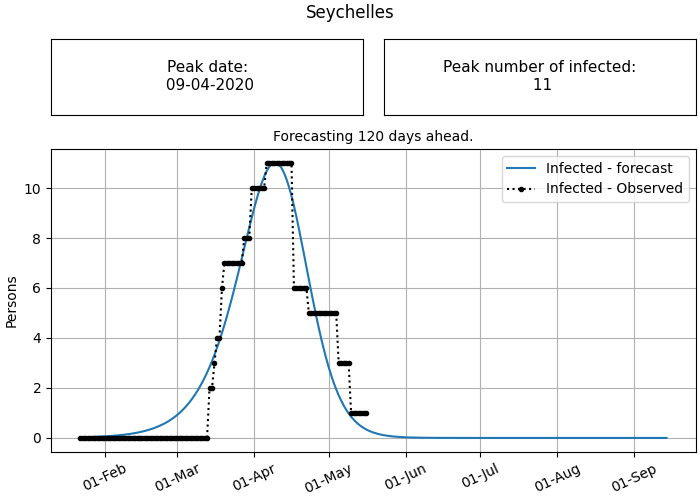 Seychelles
Peak date:
09-04-2020
Peak number of infected:
11
Forecasting 120 days ahead.
Infected - forecast
Infected - Observed
Persons
10
8
6
4
2
0
01-Feb
01-Mar
01-Apr
01-May
01-Jun
01-Jul
01-Aug
01-Sep